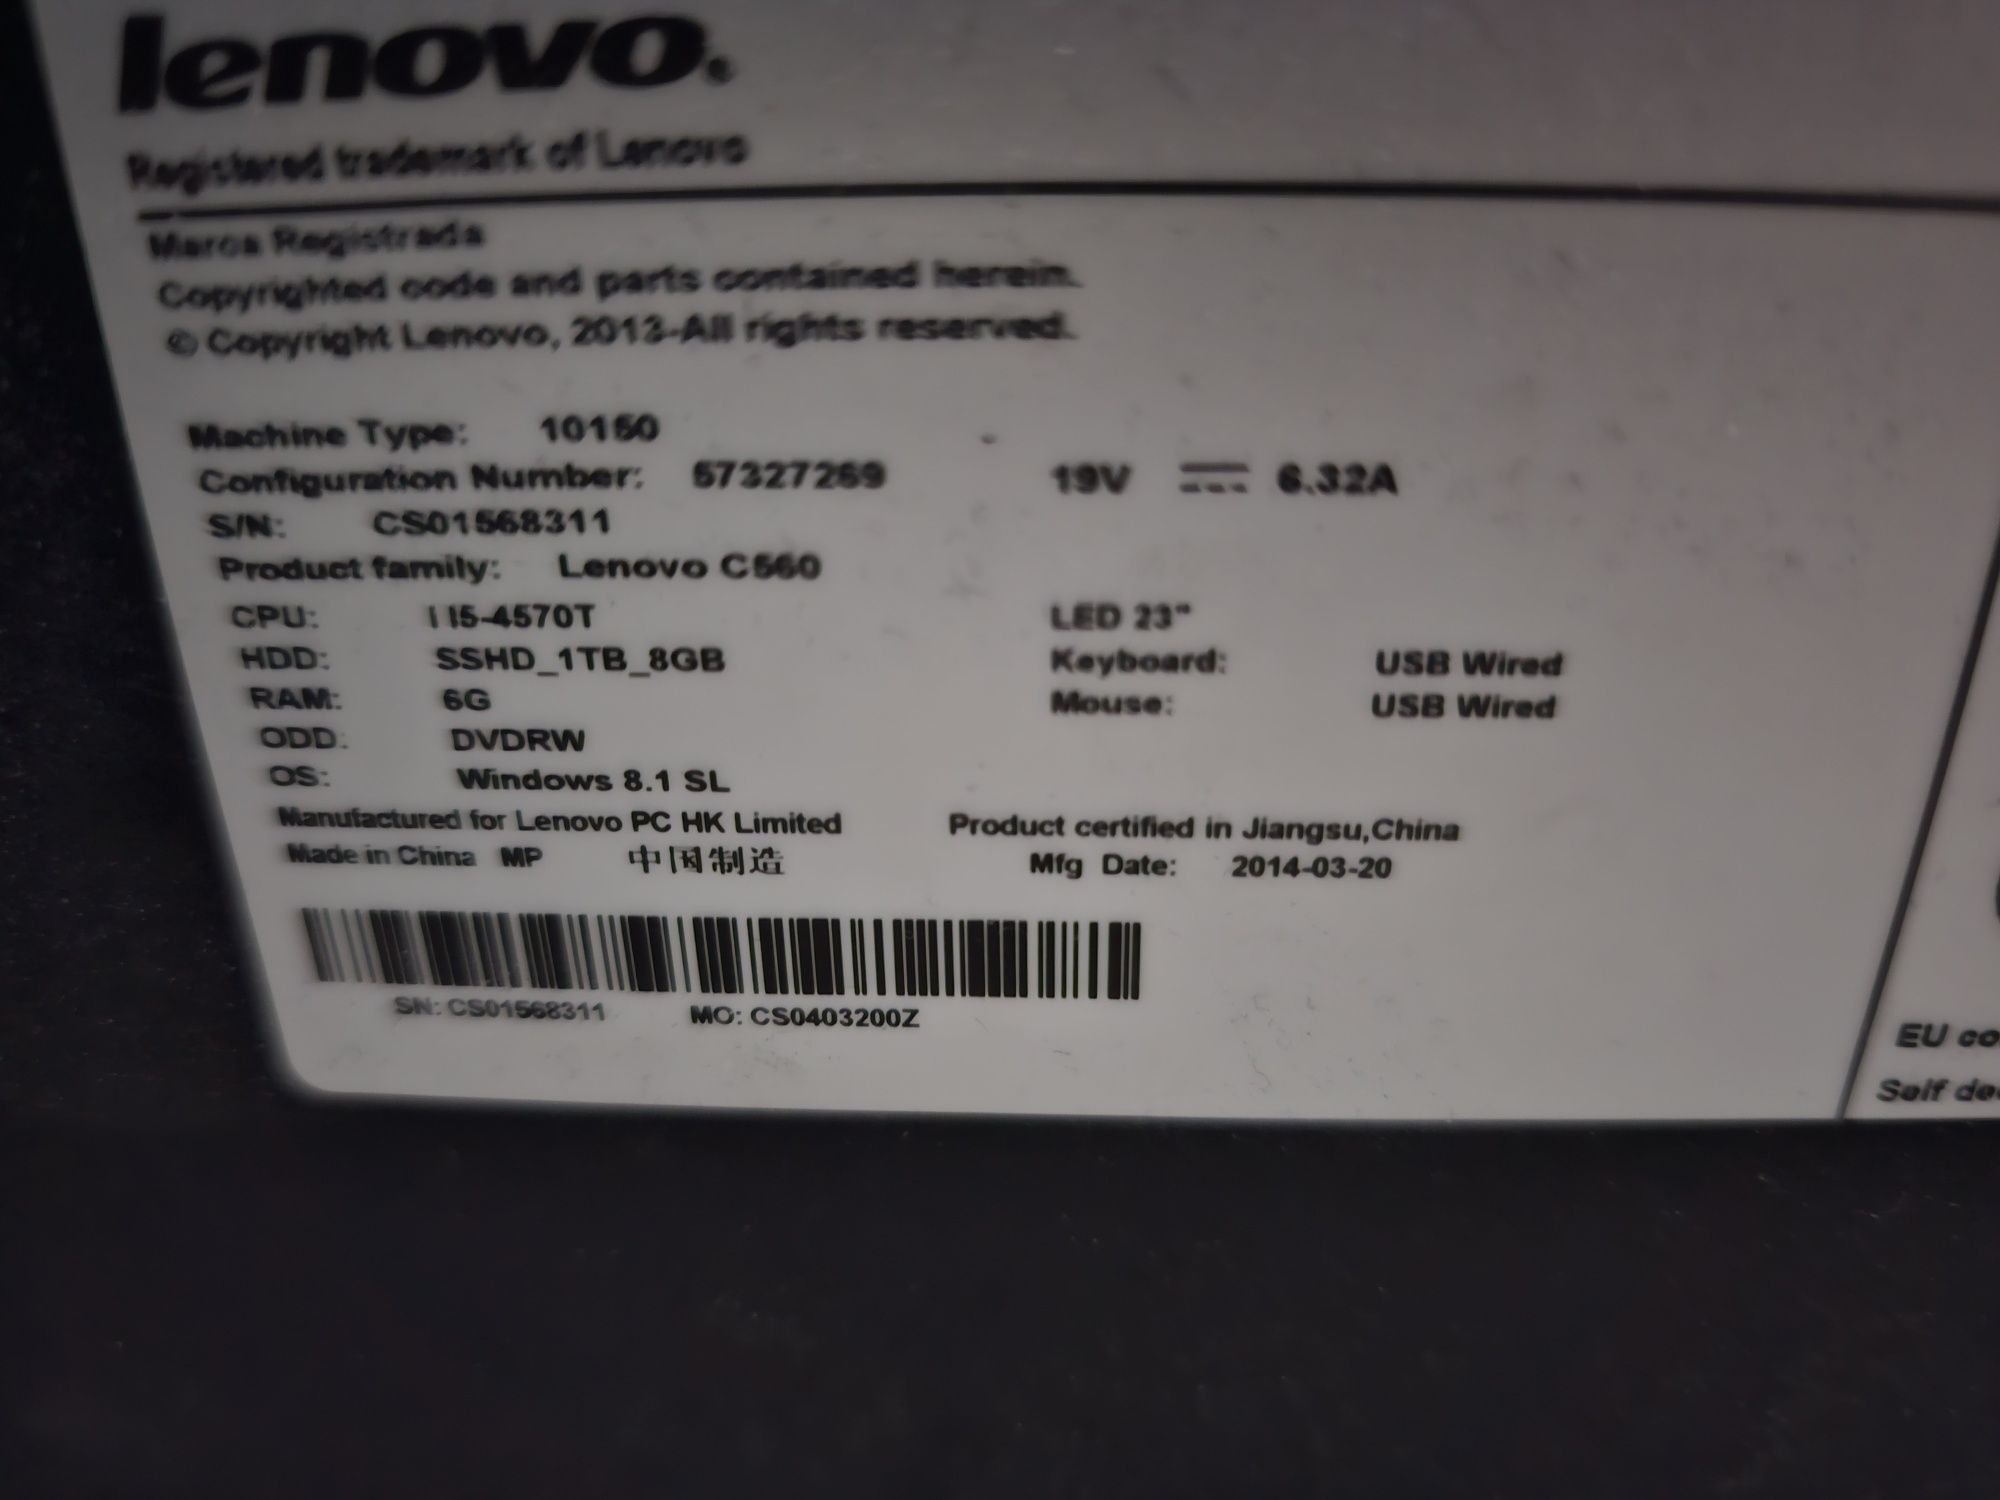 lenovo.
Registered trademark of Lenovo
Marca Registrada
Copyrighted code and parts contained herein.
© Copyright Lenovo, 2013-All rights reserved.
Machine Type: 10150
Configuration Number: 57327269 19V 6.32A
S/N: CS01568311
Product family: Lenovo C560
CPU: I I5-4570T LED 23"
HDD: SSHD_1TB_8GB Keyboard: USB Wired
RAM: 6G Mouse: USB Wired
ODD: DVDRW
OS: Windows 8.1 SL
Manufactured for Lenovo PC HK Limited Product certified in Jiangsu,China
Made in China MP 中国制造 Mfg Date: 2014-03-20
SN: CS01568311 MO: CS0403200Z
EU co
Self de